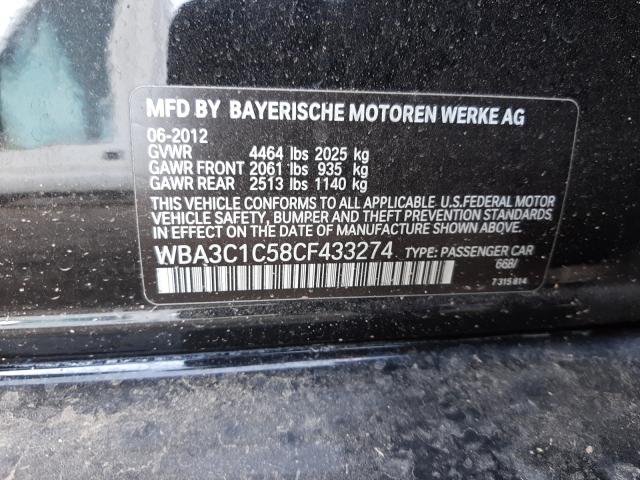 MFD BY BAYERISCHE MOTOREN WERKE AG
06-2012
GVWR 4464 lbs 2025 kg
GAWR FRONT 2061 lbs 935 kg
GAWR REAR 2513 lbs 1140 kg
THIS VEHICLE CONFORMS TO ALL APPLICABLE U.S.FEDERAL MOTOR
VEHICLE SAFETY, BUMPER AND THEFT PREVENTION STANDARDS
IN EFFECT ON THE DATE OF MANUFACTURE SHOWN ABOVE.
WBA3C1C58CF433274 TYPE: PASSENGER CAR
668/
7 315 814